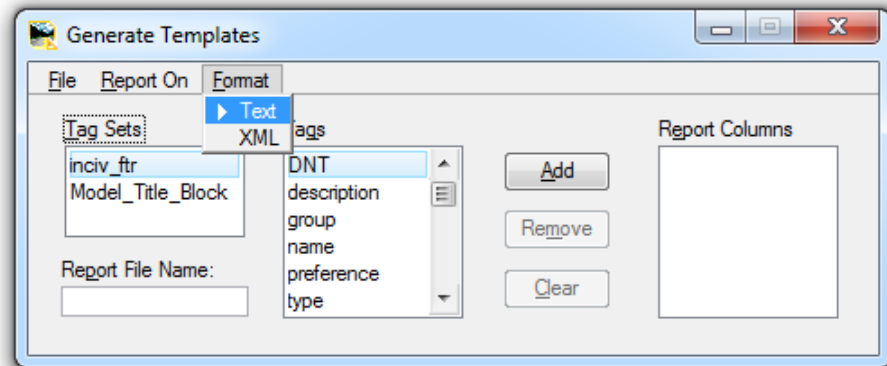 Generate Templates
File Report On Format
Text
XML
Tag Sets
inciv_ftr
Model_Title_Block
Report File Name:
Tags
DNT
description
group
name
preference
type
Add
Remove
Clear
Report Columns